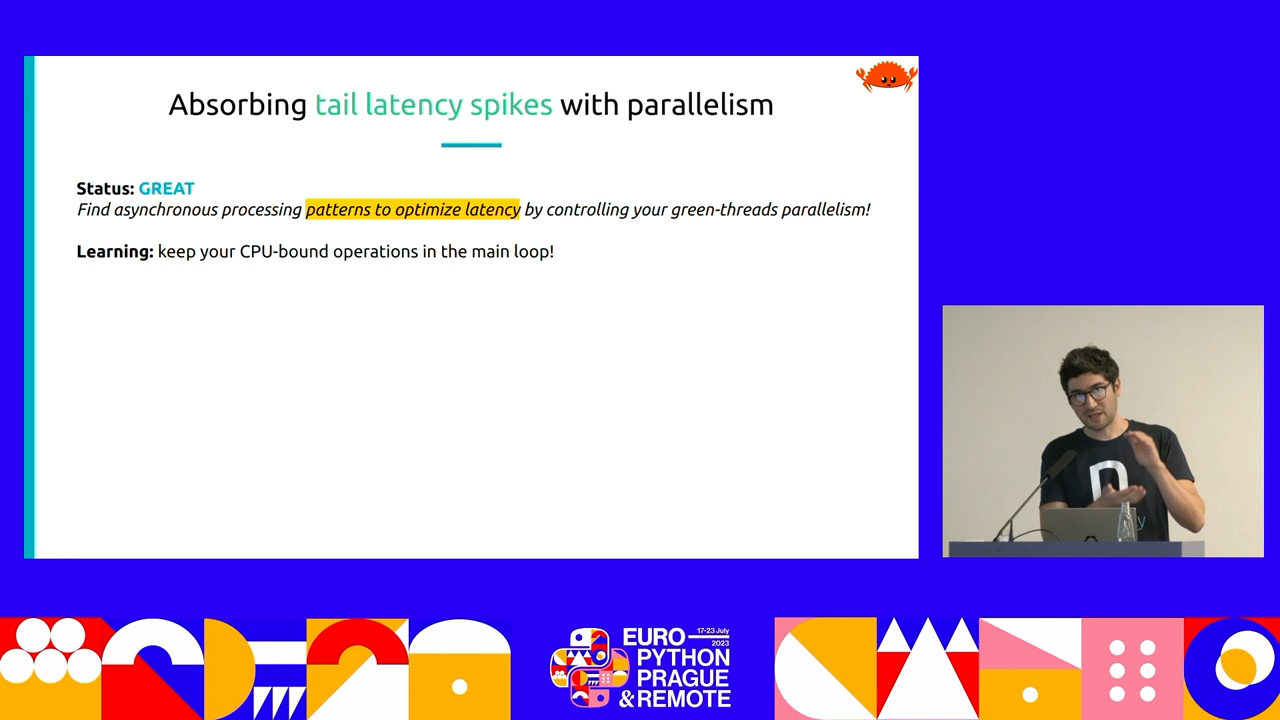 Absorbing tail latency spikes with parallelism
Status: GREAT
Find asynchronous processing patterns to optimize latency by controlling your green-threads parallelism!
Learning: keep your CPU-bound operations in the main loop!
EURO
17-23 July
2023
PYTHON
PRAGUE
& REMOTE